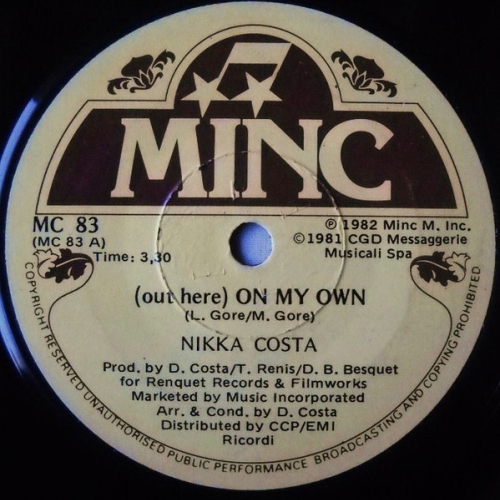 MINC
MC 83
(MC 83 A)
Time: 3,30
℗ 1982 Minc M. Inc.
© 1981 CGD Messaggerie
Musicali Spa
(out here) ON MY OWN
(L. Gore/M. Gore)
NIKKA COSTA
Prod. by D. Costa/T. Renis/D. B. Besquet
for Renquet Records & Filmworks
Marketed by Music Incorporated
Arr. & Cond. by D. Costa
Distributed by CCP/EMI
Ricordi
COPYRIGHT RESERVED UNAUTHORISED PUBLIC PERFORMANCE BROADCASTING AND COPYING PROHIBITED